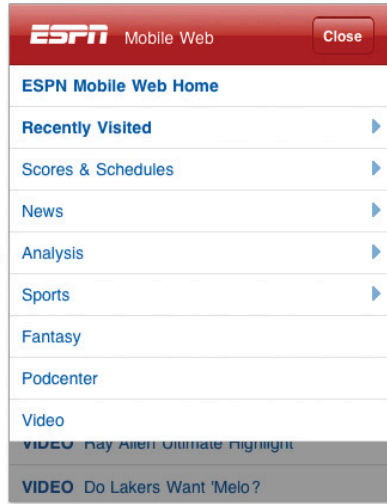 ESPN Mobile Web Close
ESPN Mobile Web Home
Recently Visited
Scores & Schedules
News
Analysis
Sports
Fantasy
Podcenter
Video
VIDEO Ray Allen Ultimate Highlight
VIDEO Do Lakers Want 'Melo?